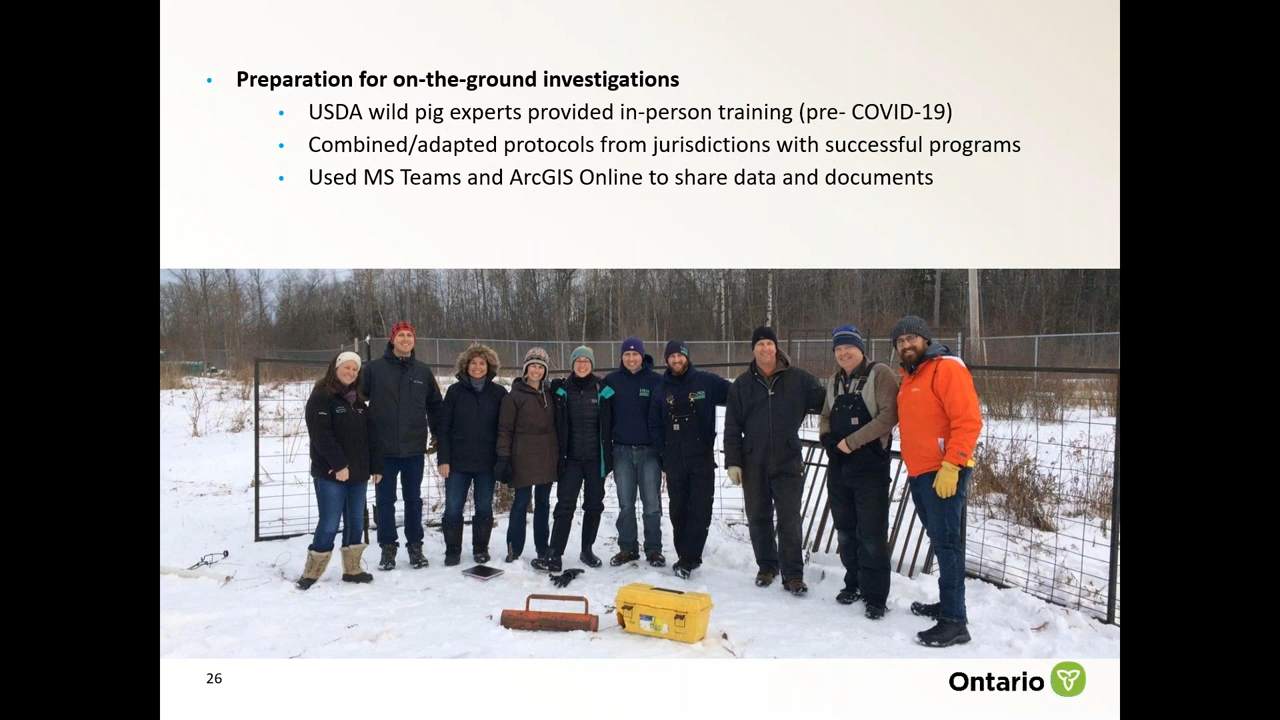 • Preparation for on-the-ground investigations
• USDA wild pig experts provided in-person training (pre- COVID-19)
• Combined/adapted protocols from jurisdictions with successful programs
• Used MS Teams and ArcGIS Online to share data and documents
26
Ontario